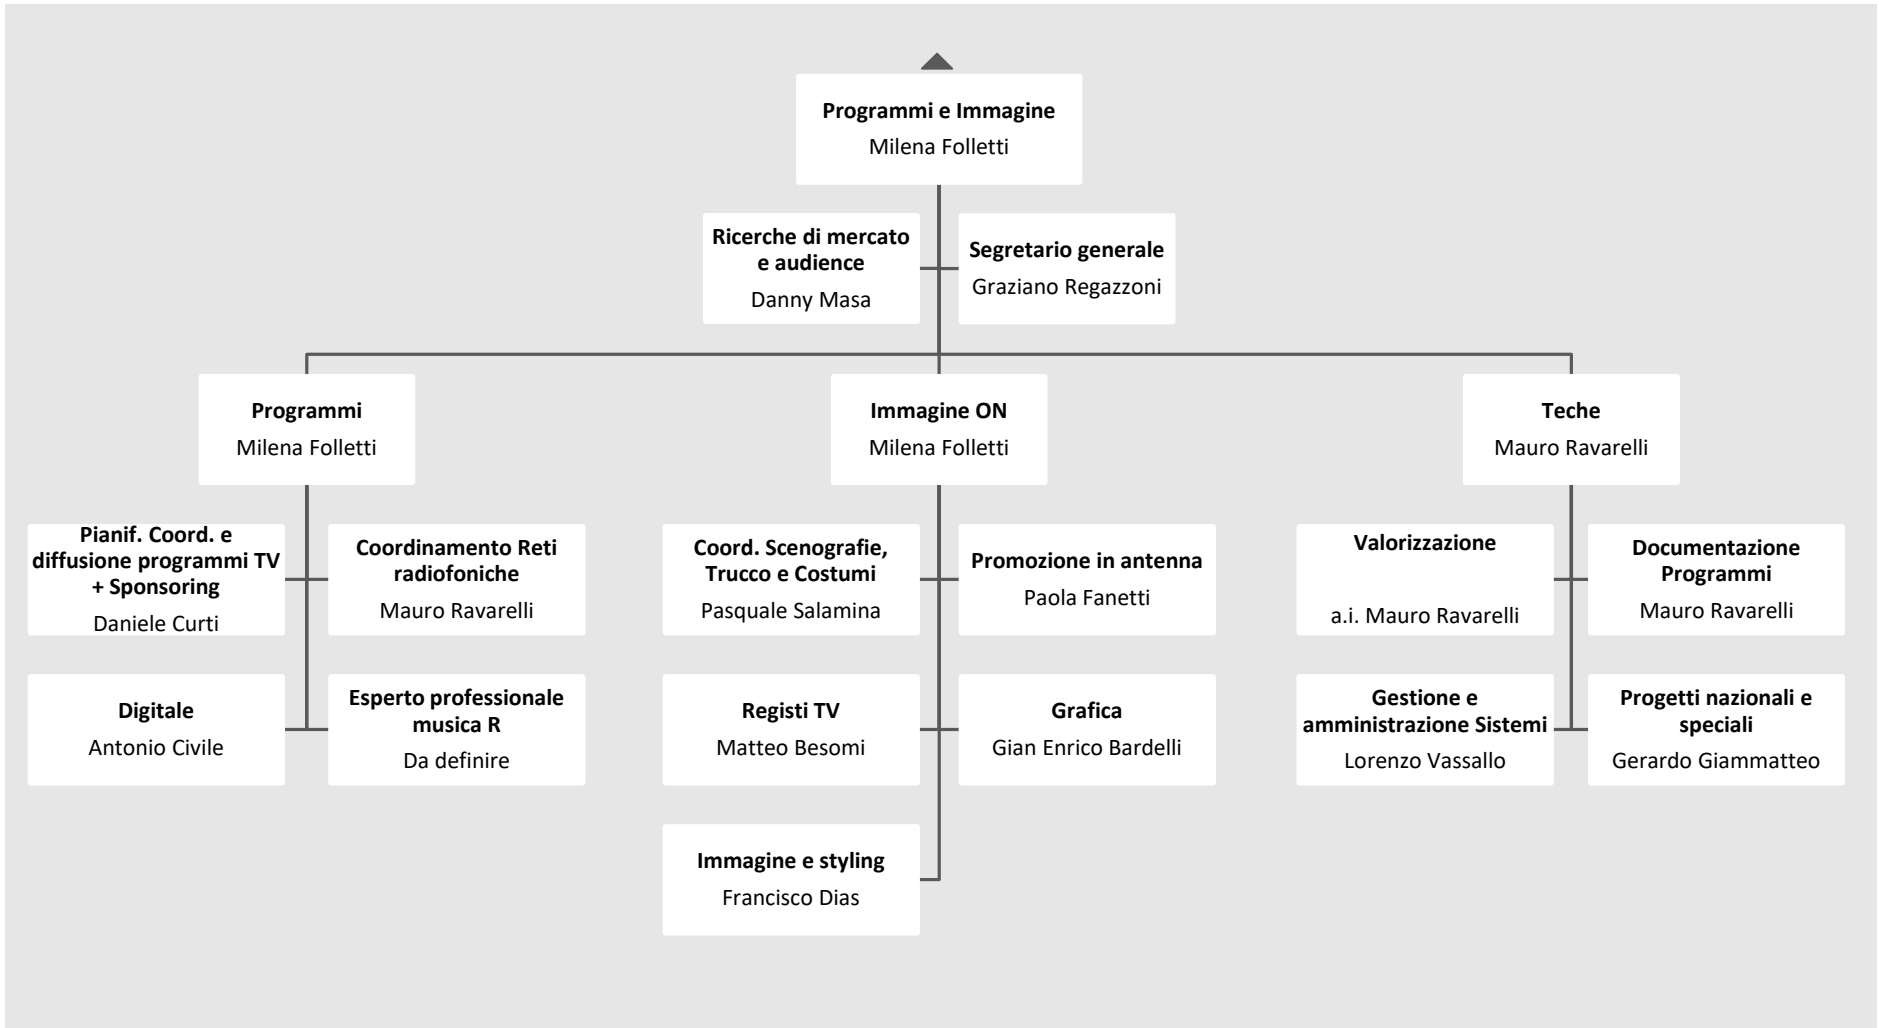 Programmi e Immagine
Milena Folletti
Ricerche di mercato
e audience
Danny Masa
Segretario generale
Graziano Regazzoni
Programmi
Milena Folletti
Immagine ON
Milena Folletti
Teche
Mauro Ravarelli
Pianif. Coord. e
diffusione programmi TV
+ Sponsoring
Daniele Curti
Coordinamento Reti
radiofoniche
Mauro Ravarelli
Coord. Scenografie,
Trucco e Costumi
Pasquale Salamina
Promozione in antenna
Paola Fanetti
Valorizzazione
a.i. Mauro Ravarelli
Documentazione
Programmi
Mauro Ravarelli
Digitale
Antonio Civile
Esperto professionale
musica R
Da definire
Registi TV
Matteo Besomi
Grafica
Gian Enrico Bardelli
Gestione e
amministrazione Sistemi
Lorenzo Vassallo
Progetti nazionali e
speciali
Gerardo Giammatteo
Immagine e styling
Francisco Dias